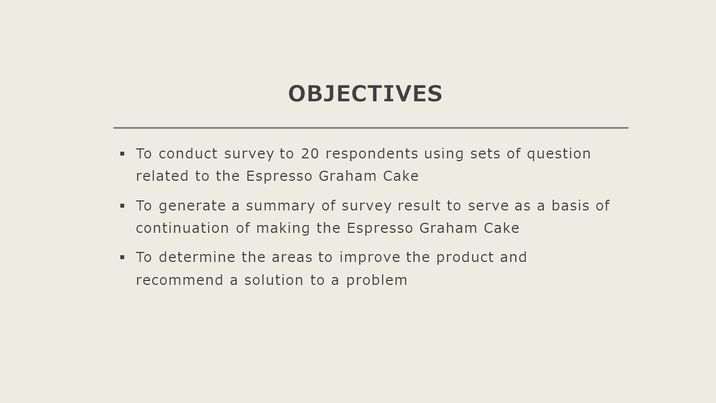 OBJECTIVES
▪ To conduct survey to 20 respondents using sets of question
related to the Espresso Graham Cake
▪ To generate a summary of survey result to serve as a basis of
continuation of making the Espresso Graham Cake
▪ To determine the areas to improve the product and
recommend a solution to a problem